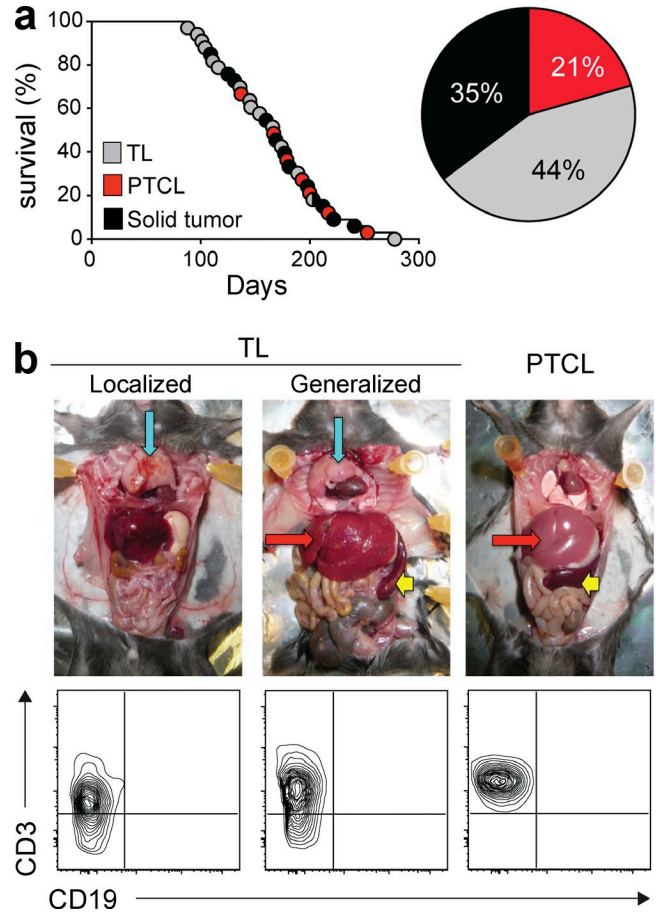 a
survival (%)
100
80
60
40
20
0
TL
PTCL
Solid tumor
0
100
200
300
Days
35%
21%
44%
b
TL
PTCL
Localized
Generalized
CD3
CD19